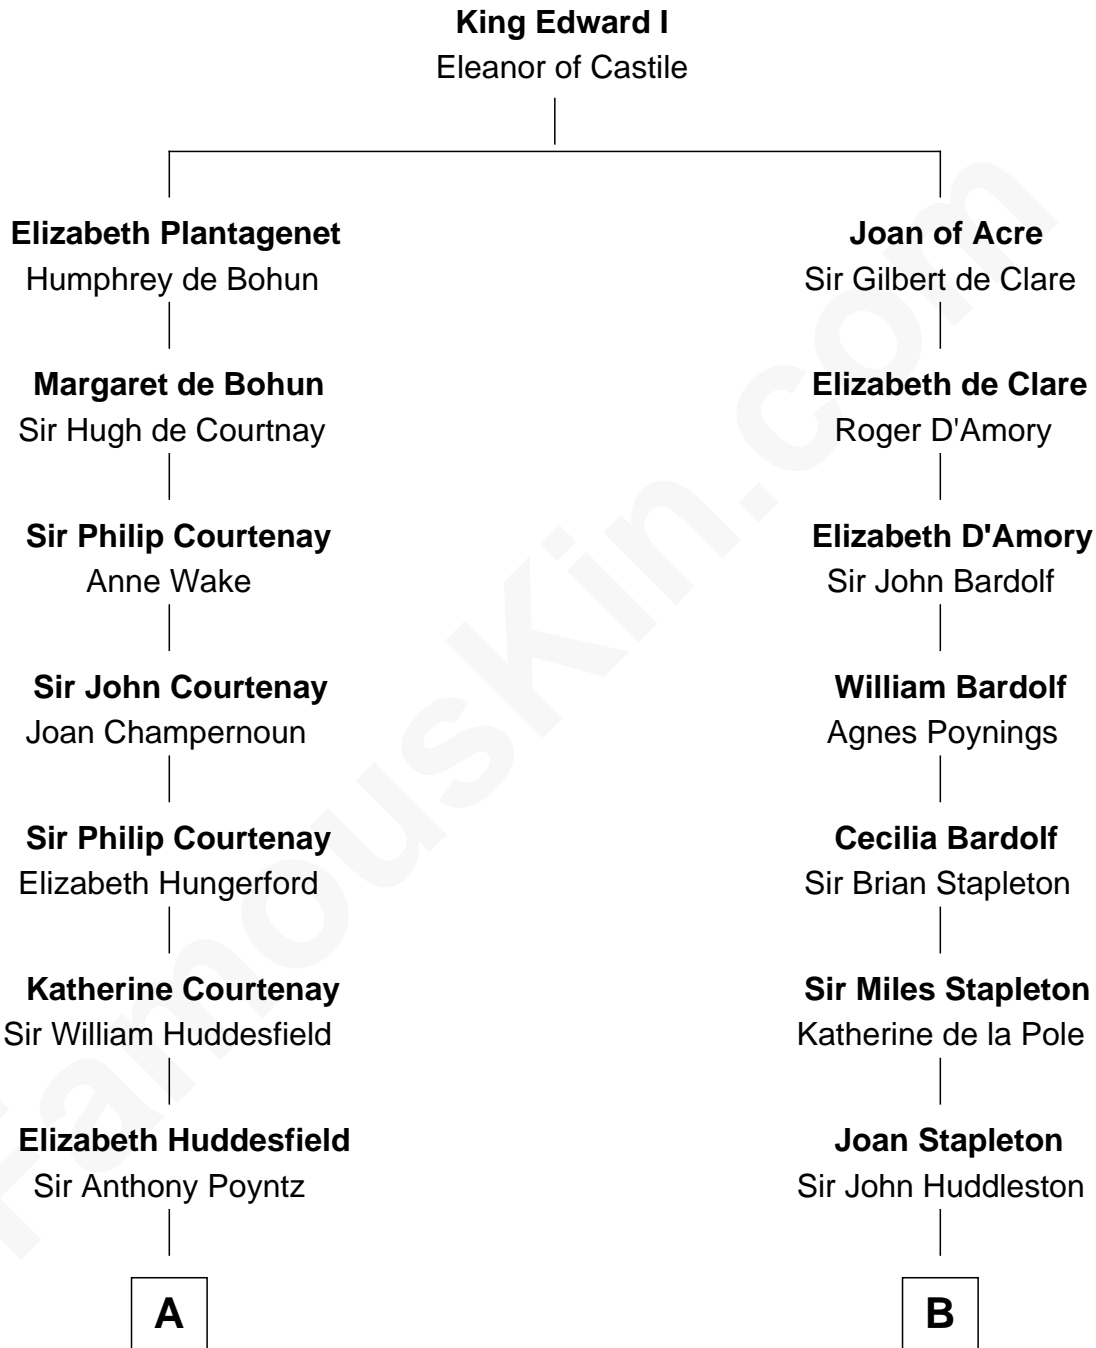 King Edward I
Eleanor of Castile
Elizabeth Plantagenet
Humphrey de Bohun
Joan of Acre
Sir Gilbert de Clare
Margaret de Bohun
Sir Hugh de Courtnay
Elizabeth de Clare
Roger D'Amory
Sir Philip Courtenay
Anne Wake
Elizabeth D'Amory
Sir John Bardolf
Sir John Courtenay
Joan Champernoun
William Bardolf
Agnes Poynings
Sir Philip Courtenay
Elizabeth Hungerford
Cecilia Bardolf
Sir Brian Stapleton
Katherine Courtenay
Sir William Huddesfield
Sir Miles Stapleton
Katherine de la Pole
Elizabeth Huddesfield
Sir Anthony Poyntz
Joan Stapleton
Sir John Huddleston
A
B
FamousKin.com